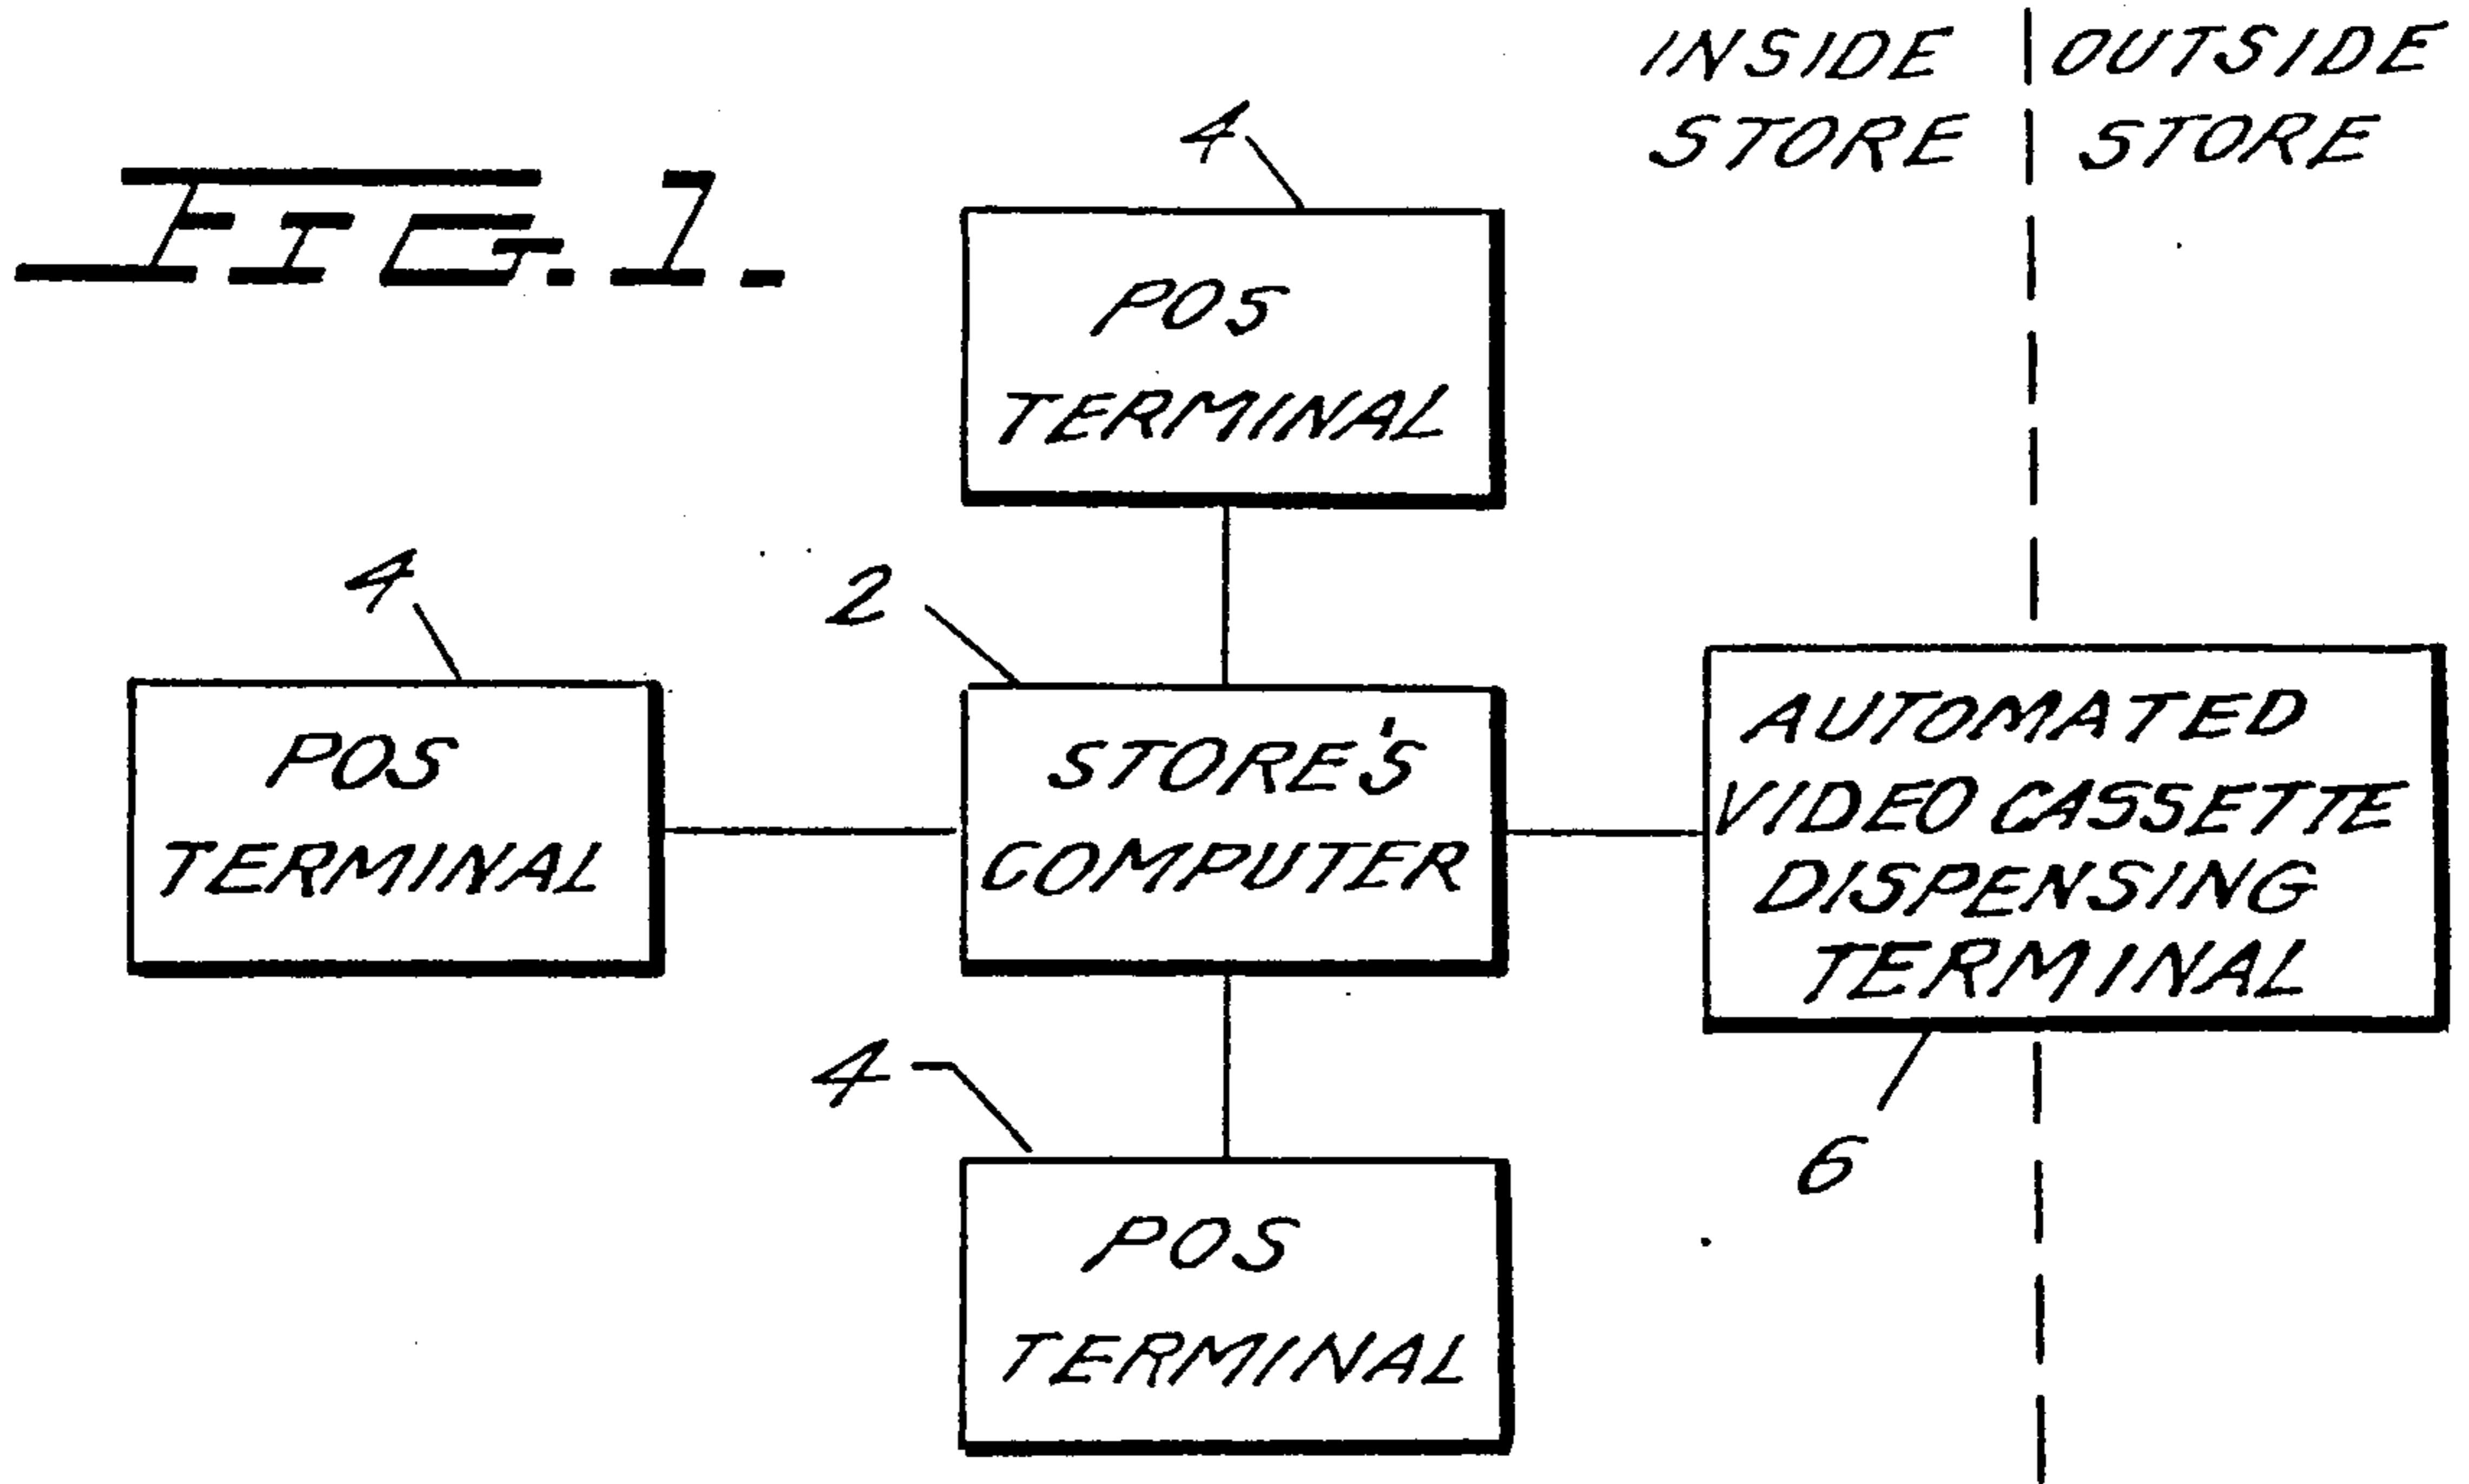 FIG. 1.
INSIDE
STORE
OUTSIDE
STORE
4
POS
TERMINAL
4
POS
TERMINAL
2
STORE'S
COMPUTER
AUTOMATED
VIDEO CASSETTE
DISPENSING
TERMINAL
6
4
POS
TERMINAL